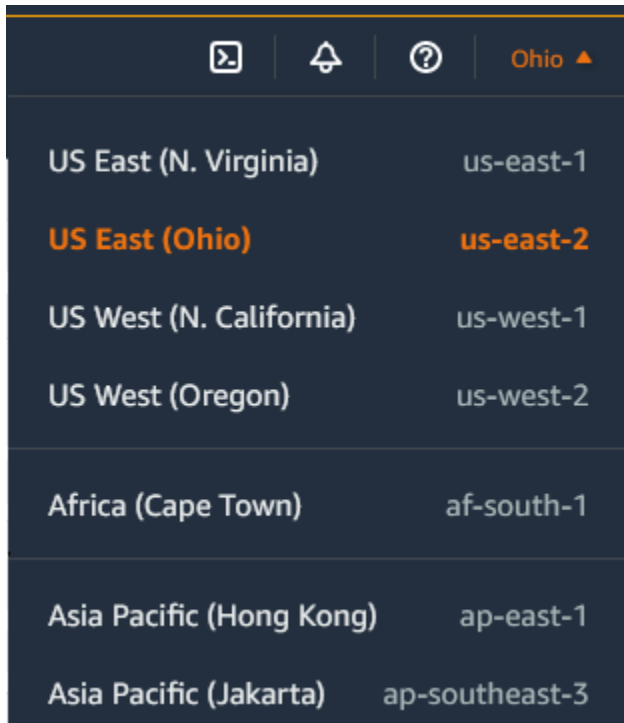 Ohio ▲
US East (N. Virginia) us-east-1
US East (Ohio) us-east-2
US West (N. California) us-west-1
US West (Oregon) us-west-2
Africa (Cape Town) af-south-1
Asia Pacific (Hong Kong) ap-east-1
Asia Pacific (Jakarta) ap-southeast-3